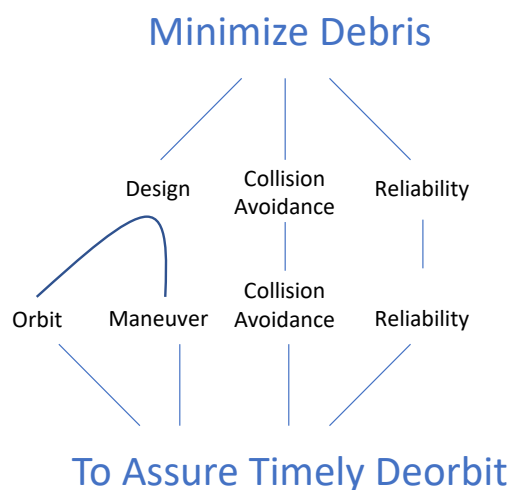 Minimize Debris
Design
Collision
Avoidance
Reliability
Orbit
Maneuver
Collision
Avoidance
Reliability
To Assure Timely Deorbit